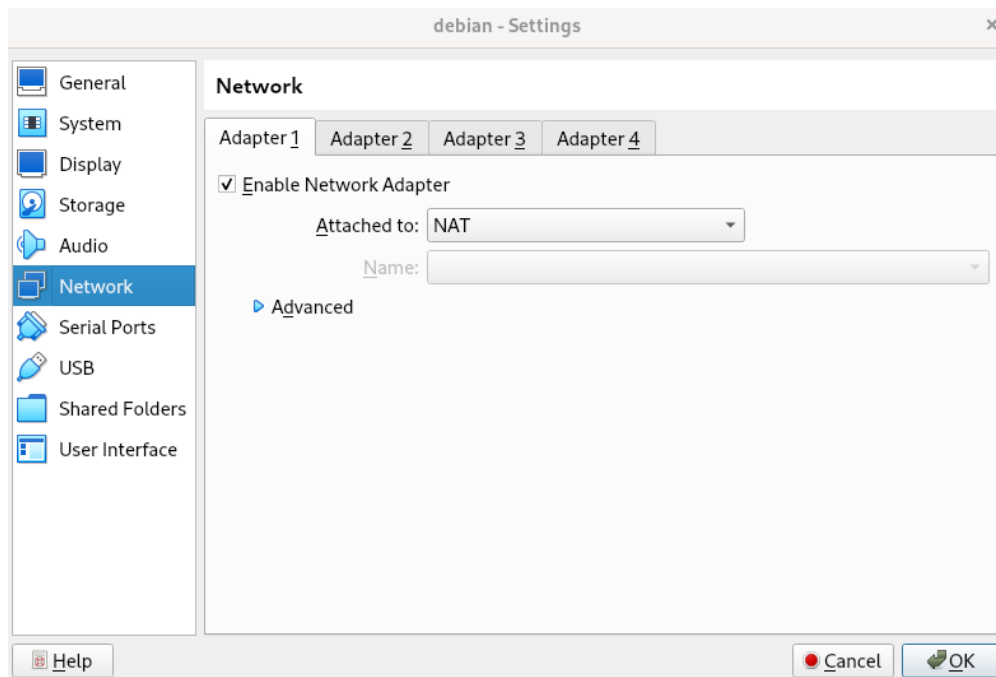 debian - Settings
General
System
Display
Storage
Audio
Network
Serial Ports
USB
Shared Folders
User Interface
Network
Adapter 1 Adapter 2 Adapter 3 Adapter 4
Enable Network Adapter
Attached to: NAT
Name:
Advanced
Help Cancel OK